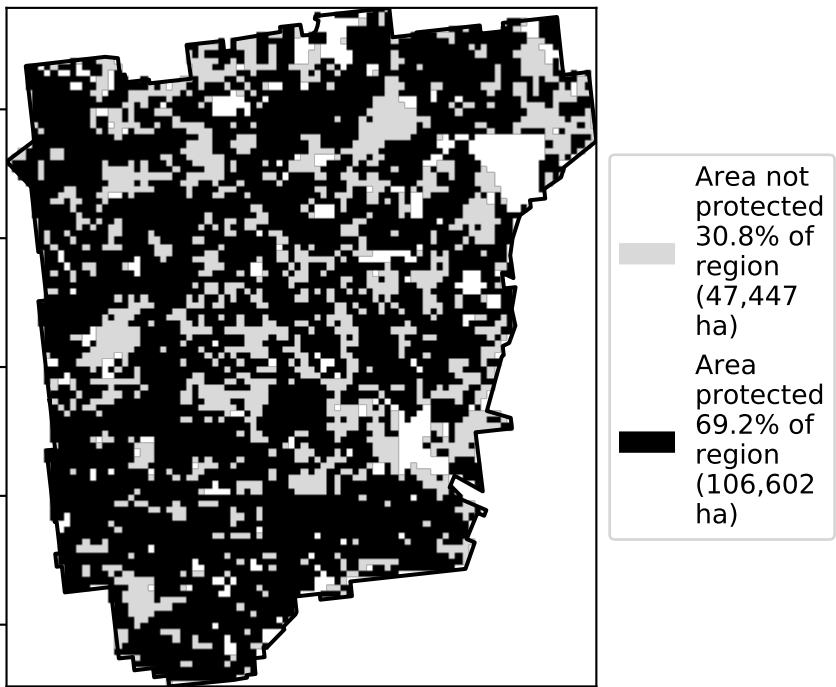 Area not
protected
30.8% of
region
(47,447
ha)
Area
protected
69.2% of
region
(106,602
ha)